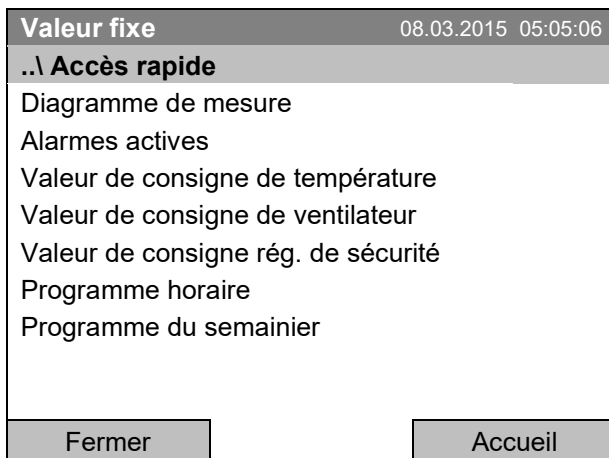 Valeur fixe 08.03.2015 05:05:06
..\ Accès rapide
Diagramme de mesure
Alarmes actives
Valeur de consigne de température
Valeur de consigne de ventilateur
Valeur de consigne rég. de sécurité
Programme horaire
Programme du semainier
Fermer Accueil